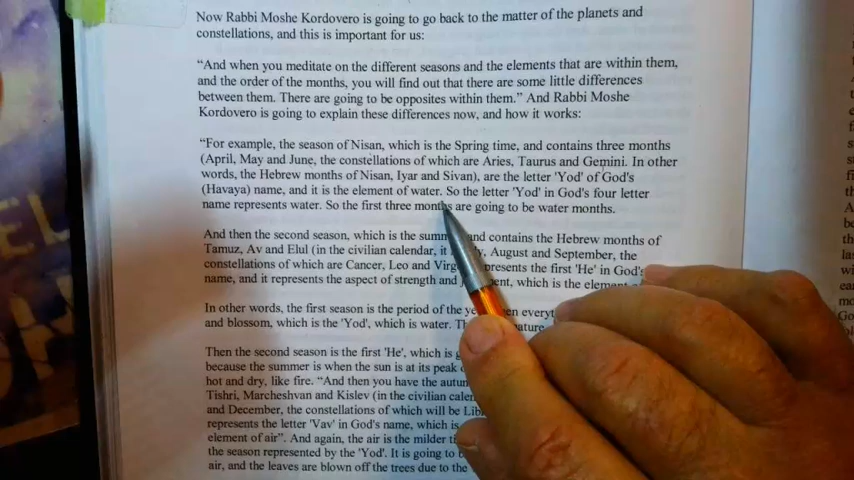 Now Rabbi Moshe Kordovero is going to go back to the matter of the planets and
constellations, and this is important for us:
“And when you meditate on the different seasons and the elements that are within them,
and the order of the months, you will find out that there are some little differences
between them. There are going to be opposites within them.” And Rabbi Moshe
Kordovero is going to explain these differences now, and how it works:
“For example, the season of Nisan, which is the Spring time, and contains three months
(April, May and June, the constellations of which are Aries, Taurus and Gemini. In other
words, the Hebrew months of Nisan, Iyar and Sivan), are the letter 'Yod' of God's
(Havaya) name, and it is the element of water. So the letter 'Yod' in God's four letter
name represents water. So the first three months are going to be water months.
And then the second season, which is the and contains the Hebrew months of
Tamuz, Av and Elul (in the civilian calendar, it August and September, the
constellations of which are Cancer, Leo and presents the first 'He' in God's
name, and it represents the aspect of strength and which is the
In other words, the first season is the period of the
and blossom, which is the 'Yod', which is water.
Then the second season is the first 'He', which is
because the summer is when the sun is at its peak
hot and dry, like fire. “And then you have the
Tishri, Marcheshvan and Kislev (in the civilian
and December, the constellations of which will be
represents the letter 'Vav' in God's name, which is
element of air”. And again, the air is the milder
the season represented by the 'Yod'. It is going to
air, and the leaves are blown off the trees due to the